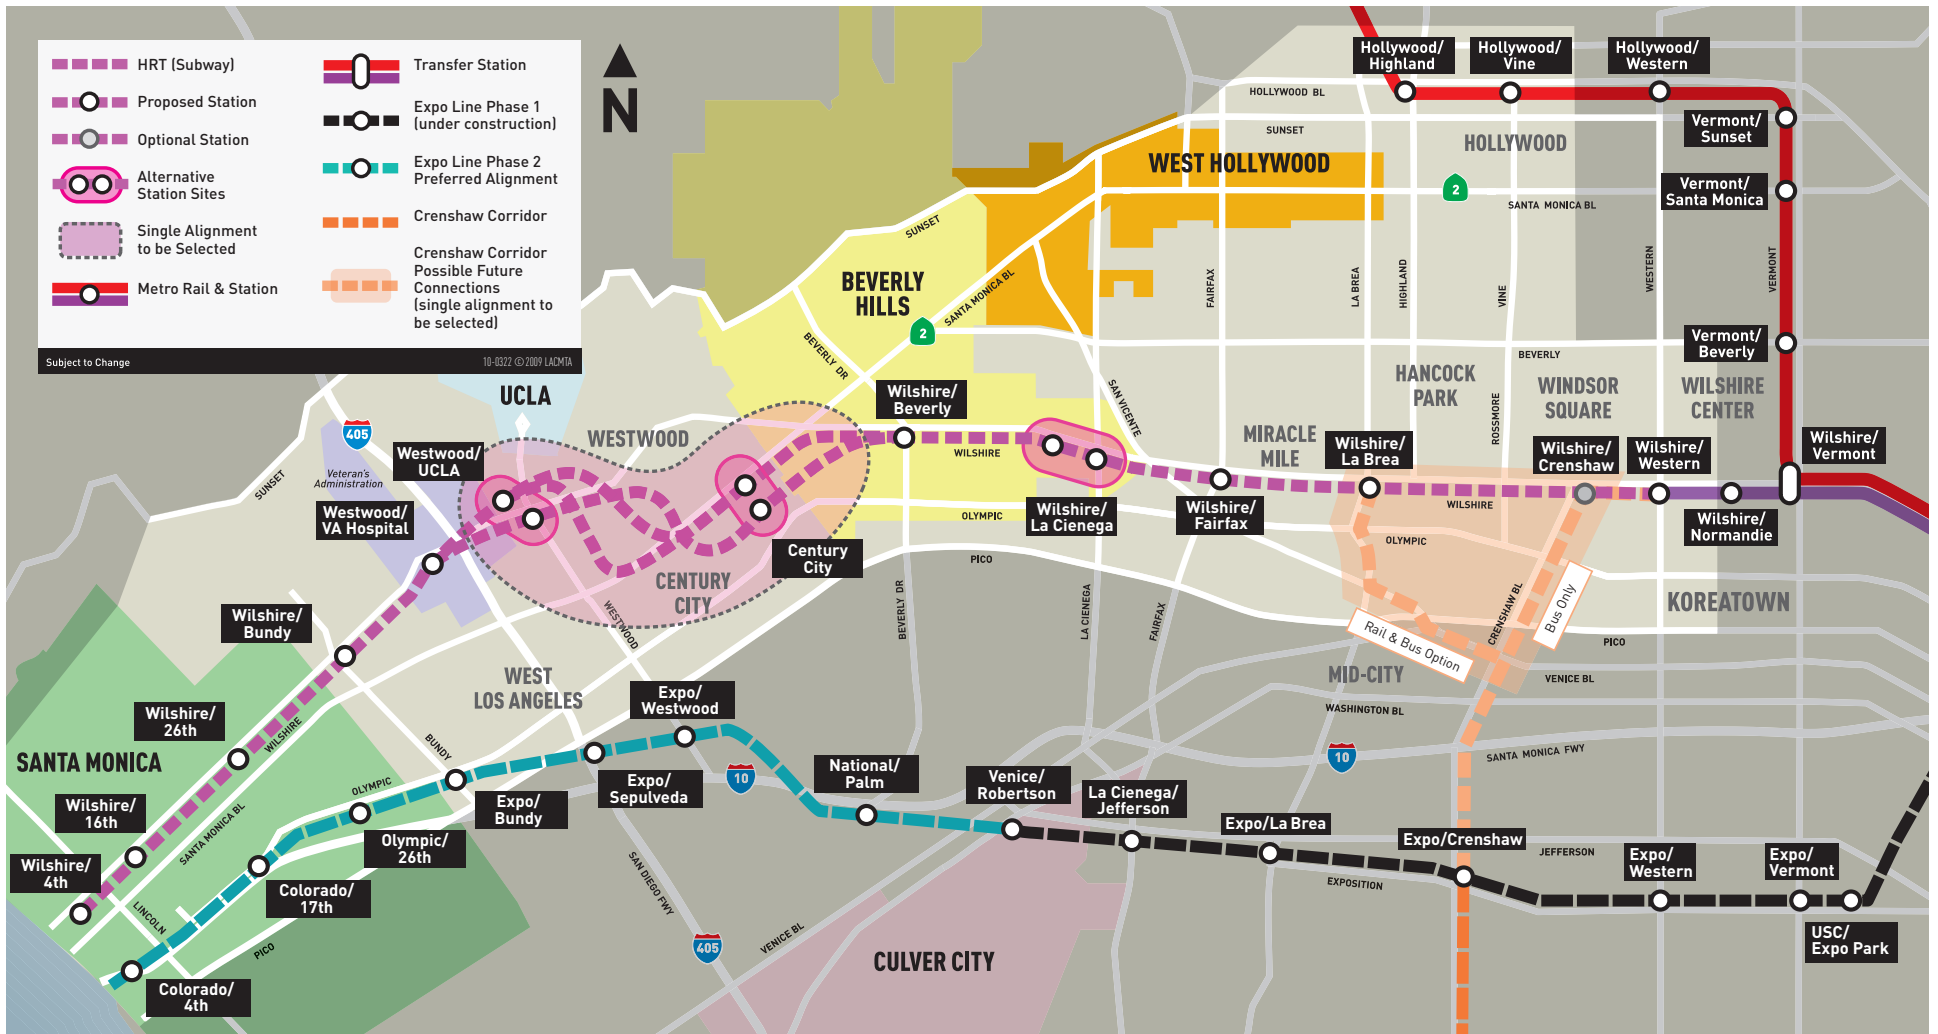 HRT (Subway)
Proposed Station
Optional Station
Alternative
Station Sites
Single Alignment
to be Selected
Metro Rail & Station
Transfer Station
Expo Line Phase 1
(under construction)
Expo Line Phase 2
Preferred Alignment
Crenshaw Corridor
Crenshaw Corridor
Possible Future
Connections
(single alignment to
be selected)
Subject to Change
10-0322 ©2009 LACMTA
N
Hollywood/
Highland
Hollywood/
Vine
Hollywood/
Western
HOLLYWOOD BL
SUNSET
Vermont/
Sunset
HOLLYWOOD
WEST HOLLYWOOD
2
SANTA MONICA BL
Vermont/
Santa Monica
SUNSET
BEVERLY
HILLS
SANTA MONICA BL
2
FAIRFAX
LA BREA
HIGHLAND
VINE
WESTERN
VERMONT
BEVERLY DR
BEVERLY
Vermont/
Beverly
UCLA
405
WESTWOOD
Wilshire/
Beverly
SAN VICENTE
HANCOCK
PARK
ROSSMORE
WINDSOR
SQUARE
WILSHIRE
CENTER
MIRACLE
MILE
Westwood/
UCLA
WILSHIRE
Wilshire/
La Brea
Wilshire/
Crenshaw
Wilshire/
Western
Wilshire/
Vermont
Veteran's
Administration
SUNSET
Westwood/
VA Hospital
OLYMPIC
Wilshire/
La Cienega
Wilshire/
Fairfax
WILSHIRE
Wilshire/
Normandie
Century
City
PICO
OLYMPIC
CENTURY
CITY
WESTWOOD
BEVERLY DR
LA CIENEGA
FAIRFAX
CRENSHAW BL
Bus Only
KOREATOWN
Wilshire/
Bundy
Rail & Bus Option
PICO
WEST
LOS ANGELES
MID-CITY
VENICE BL
Expo/
Westwood
WASHINGTON BL
Wilshire/
26th
WILSHIRE
BUNDY
SANTA MONICA
10
10
SANTA MONICA FWY
National/
Palm
Venice/
Robertson
La Cienega/
Jefferson
Expo/
Sepulveda
OLYMPIC
Expo/
Bundy
Wilshire/
16th
SANTA MONICA BL
Expo/La Brea
Expo/Crenshaw
JEFFERSON
Olympic/
26th
Wilshire/
4th
Expo/
Western
Expo/
Vermont
EXPOSITION
SAN DIEGO FWY
Colorado/
17th
LINCOLN
PICO
405
VENICE BL
CULVER CITY
USC/
Expo Park
Colorado/
4th